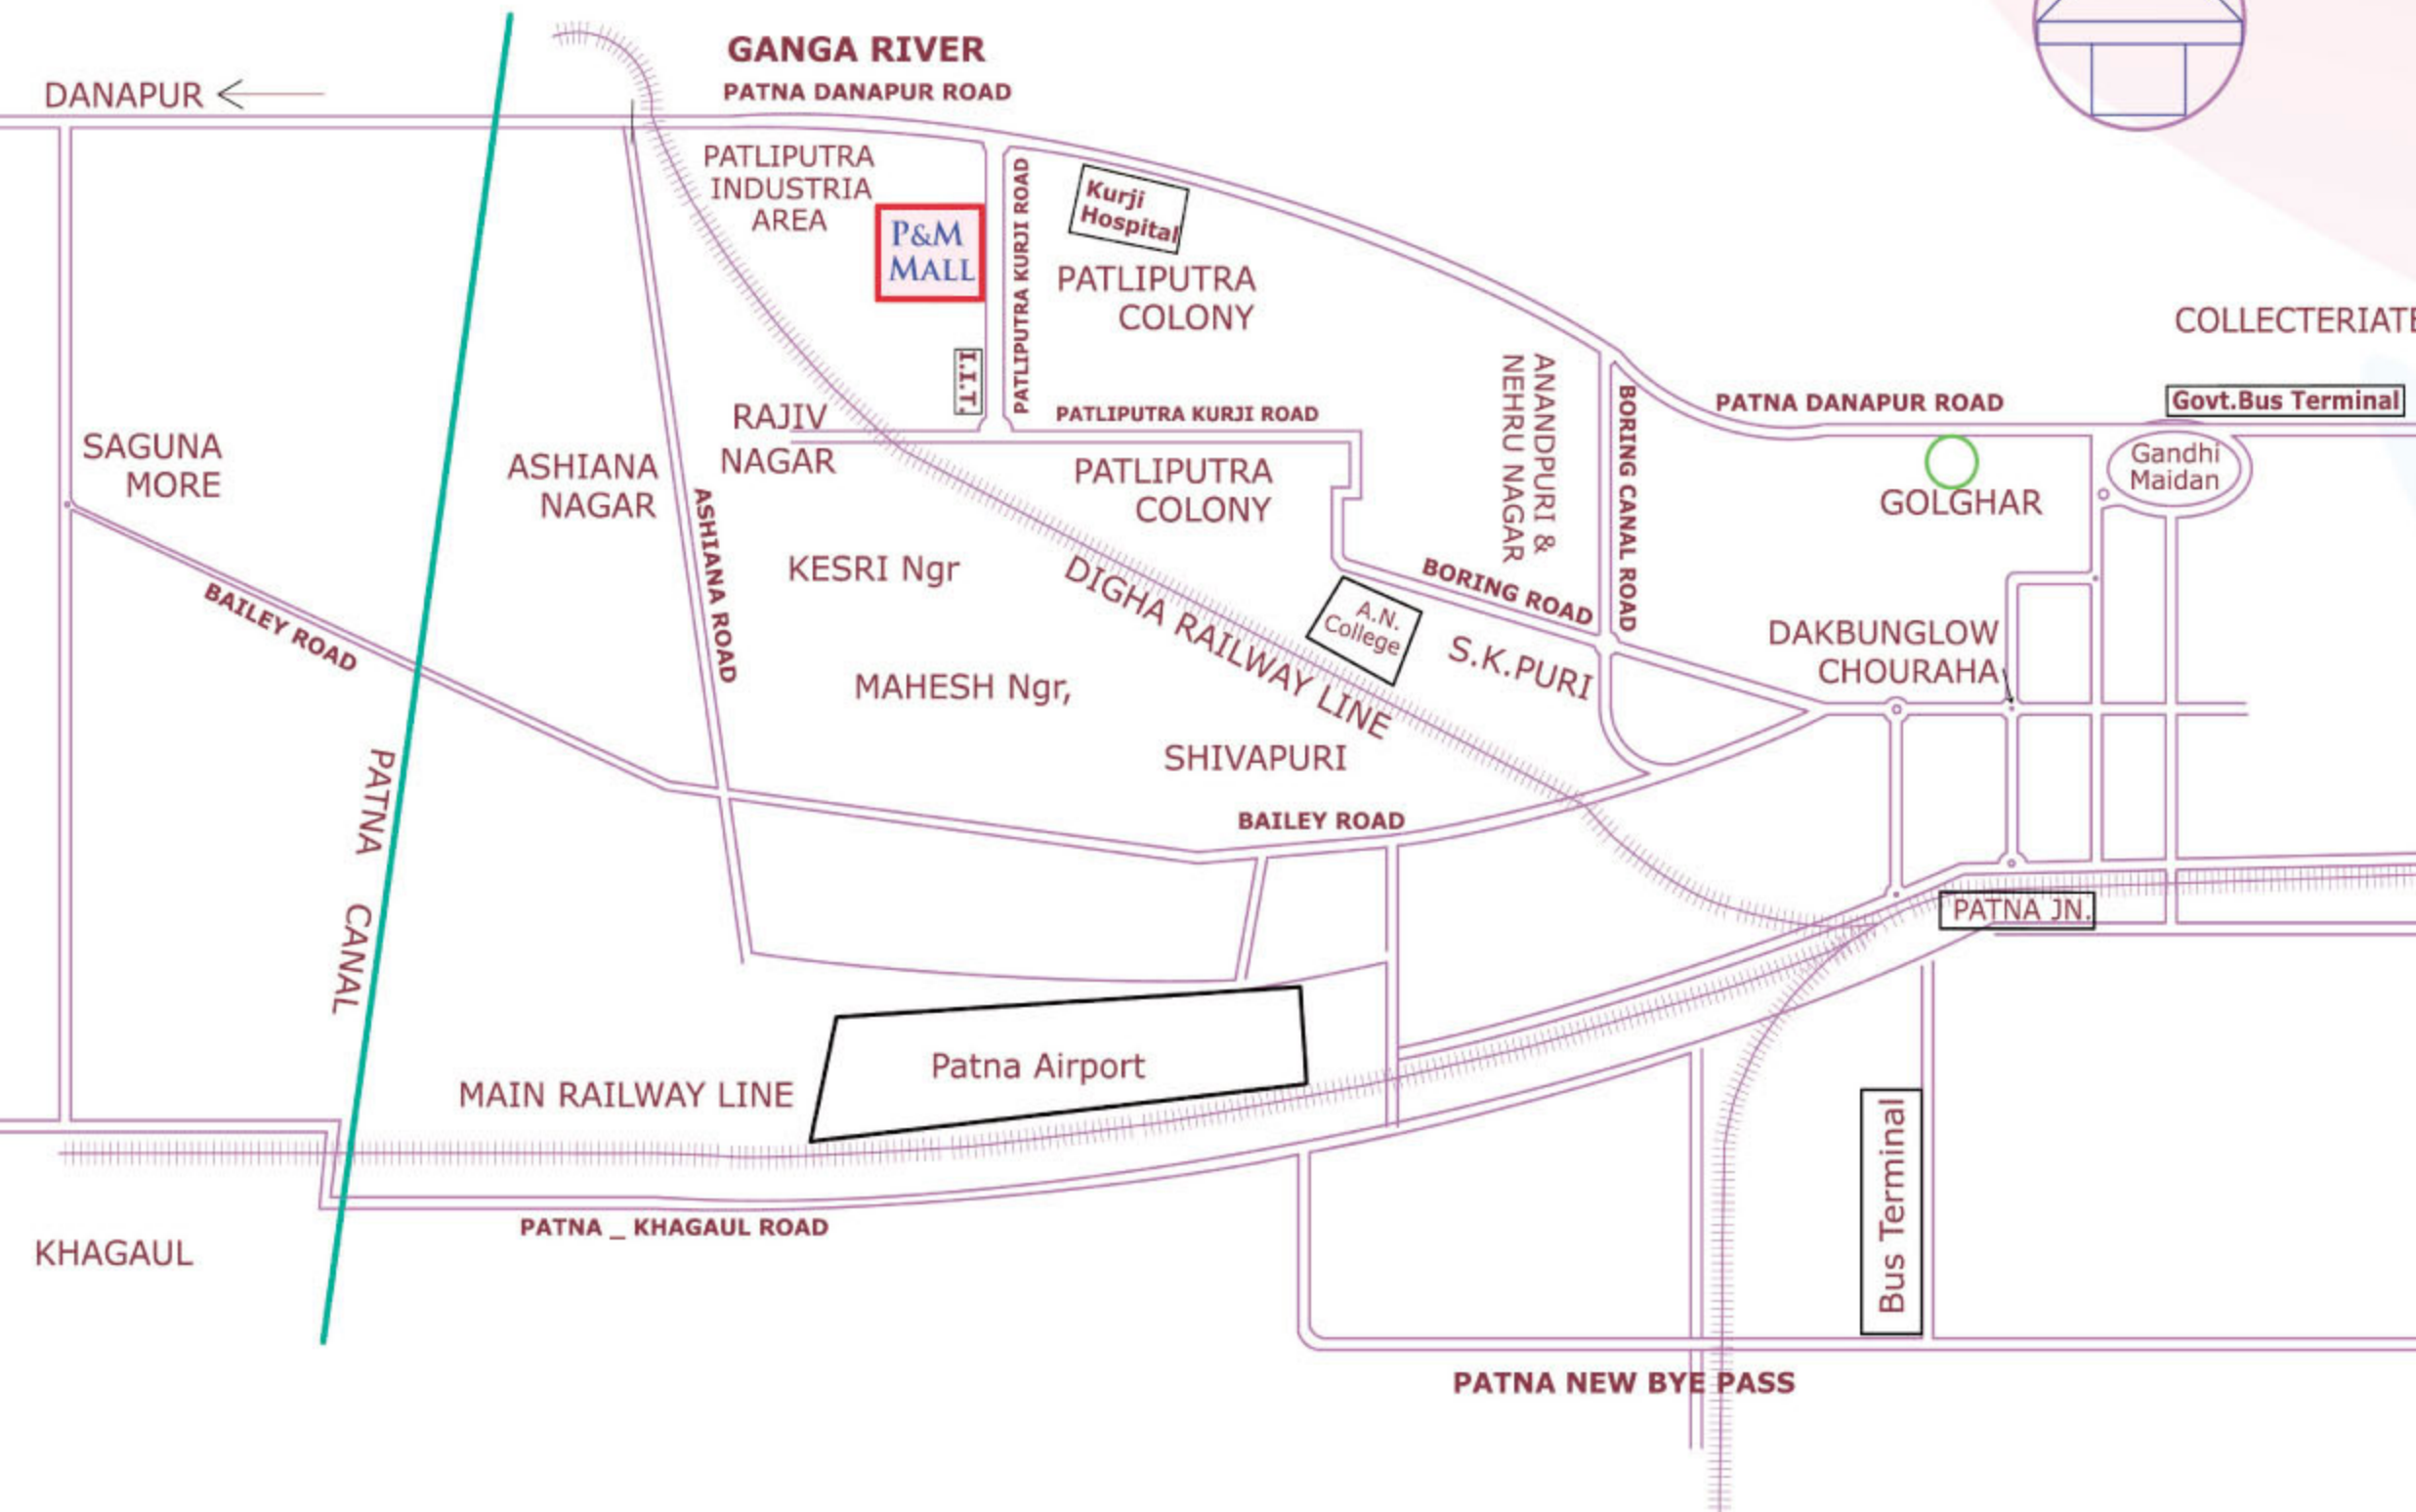 GANGA RIVER
DANAPUR
PATNA DANAPUR ROAD
PATLIPUTRA
INDUSTRIA
AREA
P&M
MALL
PATLIPUTRA KURJI ROAD
Kurji
Hospital
PATLIPUTRA
COLONY
COLLECTERIATE
I.I.T.
ANANDPURI &
NEHRU NAGAR
BORING CANAL ROAD
PATNA DANAPUR ROAD
Govt.Bus Terminal
RAJIV
NAGAR
PATLIPUTRA KURJI ROAD
SAGUNA
MORE
ASHIANA
NAGAR
ASHIANA ROAD
PATLIPUTRA
COLONY
GOLGHAR
Gandhi
Maidan
KESRI Ngr
DIGHA RAILWAY LINE
BORING ROAD
A.N.
College
BAILEY ROAD
S.K.PURI
DAKBUNGLOW
CHOURAHA
MAHESH Ngr,
SHIVAPURI
PATNA CANAL
BAILEY ROAD
PATNA JN.
Patna Airport
MAIN RAILWAY LINE
Bus Terminal
PATNA _ KHAGAUL ROAD
KHAGAUL
PATNA NEW BYE PASS